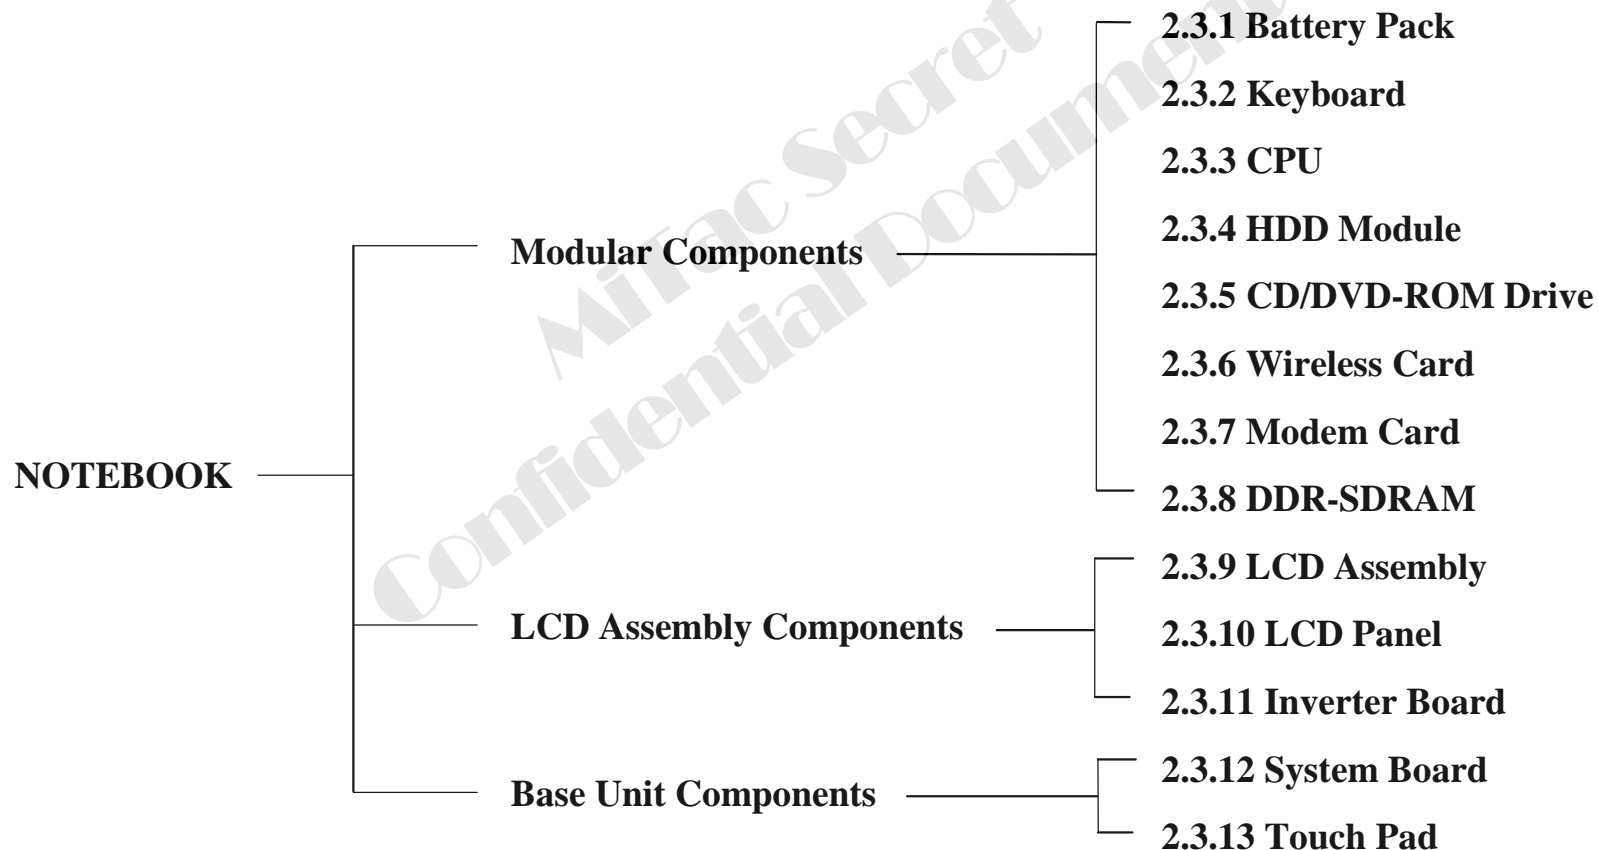 2.3.1 Battery Pack
2.3.2 Keyboard
2.3.3 CPU
2.3.4 HDD Module
Modular Components
2.3.5 CD/DVD-ROM Drive
2.3.6 Wireless Card
2.3.7 Modem Card
NOTEBOOK
2.3.8 DDR-SDRAM
2.3.9 LCD Assembly
LCD Assembly Components
2.3.10 LCD Panel
2.3.11 Inverter Board
2.3.12 System Board
Base Unit Components
2.3.13 Touch Pad
MiTac Secret
Confidential Document